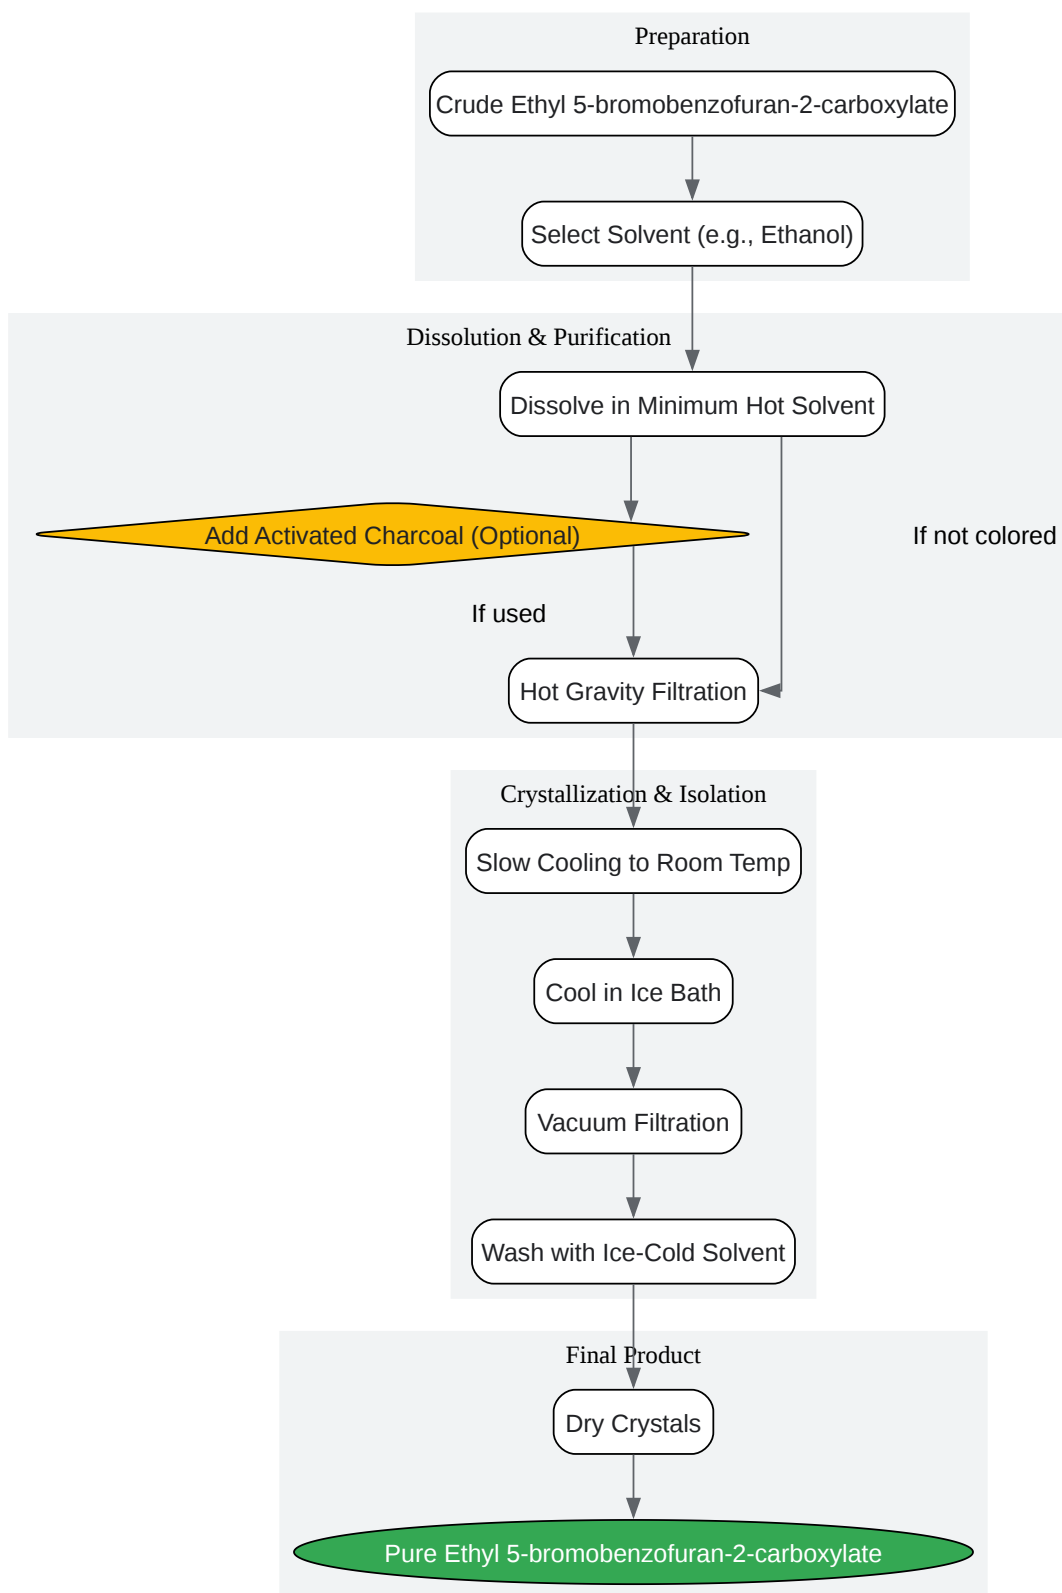 Preparation
Crude Ethyl 5-bromobenzofuran-2-carboxylate
Select Solvent (e.g., Ethanol)
Dissolution & Purification
Dissolve in Minimum Hot Solvent
Add Activated Charcoal (Optional)
If not colored
If used
Hot Gravity Filtration
Crystallization & Isolation
Slow Cooling to Room Temp
Cool in Ice Bath
Vacuum Filtration
Wash with Ice-Cold Solvent
Final Product
Dry Crystals
Pure Ethyl 5-bromobenzofuran-2-carboxylate